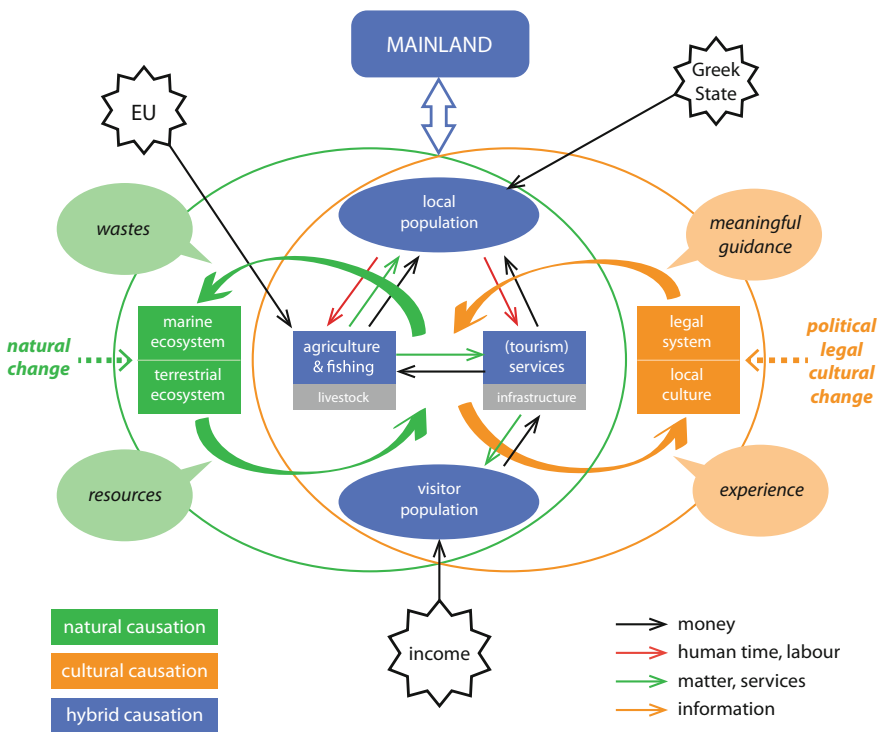 MAINLAND
Greek
State
EU
local
population
wastes
meaningful
guidance
marine
ecosystem
terrestrial
ecosystem
natural
change
agriculture
& fishing
livestock
(tourism)
services
infrastructure
legal
system
local
culture
political
legal
cultural
change
resources
visitor
population
experience
income
natural causation
cultural causation
hybrid causation
money
human time, labour
matter, services
information